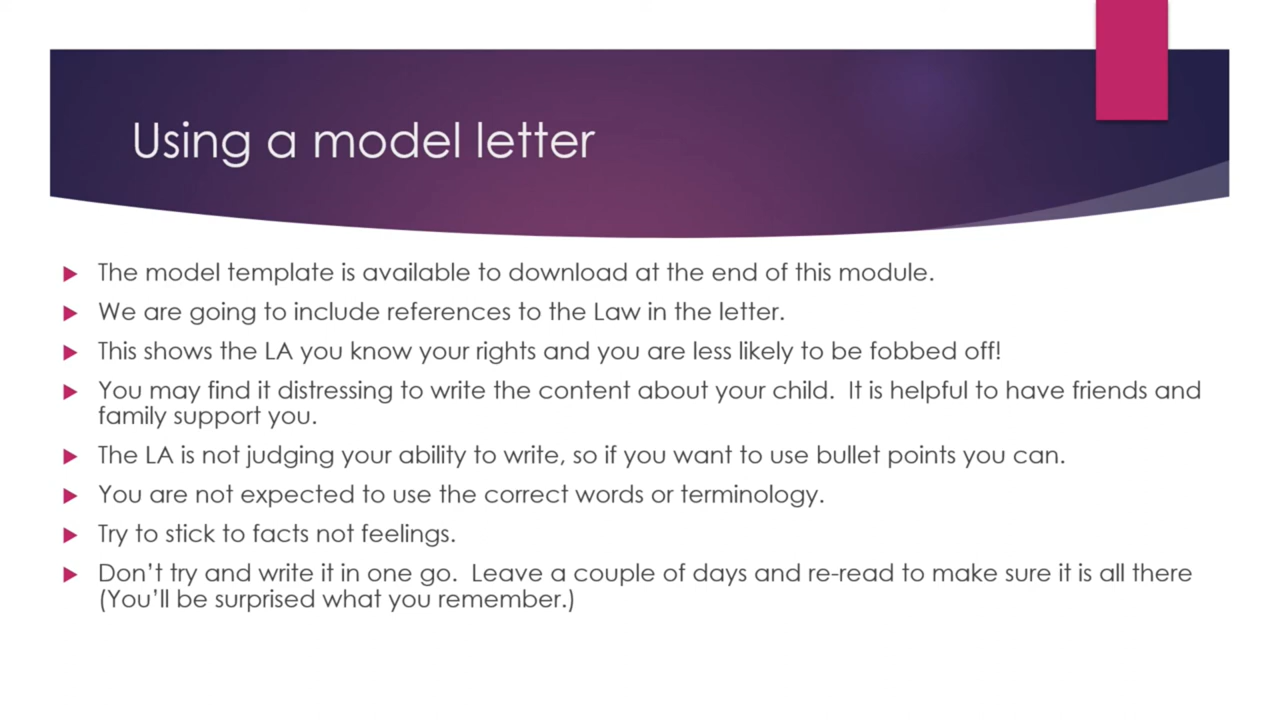 Using a model letter
The model template is available to download at the end of this module.
We are going to include references to the Law in the letter.
This shows the LA you know your rights and you are less likely to be fobbed off!
You may find it distressing to write the content about your child.  It is helpful to have friends and
family support you.
The LA is not judging your ability to write, so if you want to use bullet points you can.
You are not expected to use the correct words or terminology.
Try to stick to facts not feelings.
Don't try and write it in one go.  Leave a couple of days and re-read to make sure it is all there
(You'll be surprised what you remember.)